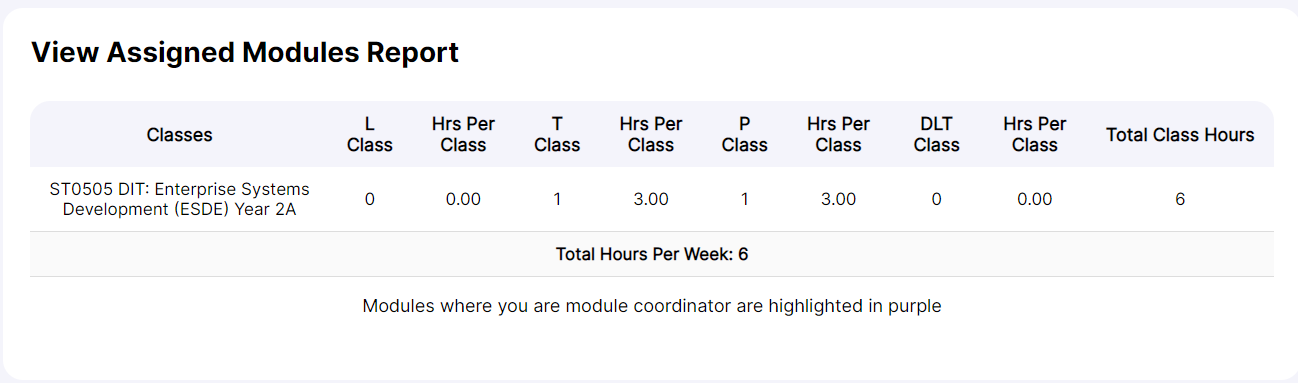 View Assigned Modules Report
Classes
L Class
Hrs Per Class
T Class
Hrs Per Class
P Class
Hrs Per Class
DLT Class
Hrs Per Class
Total Class Hours
ST0505 DIT: Enterprise Systems
Development (ESDE) Year 2A
0
0.00
1
3.00
1
3.00
0
0.00
6
Total Hours Per Week: 6
Modules where you are module coordinator are highlighted in purple